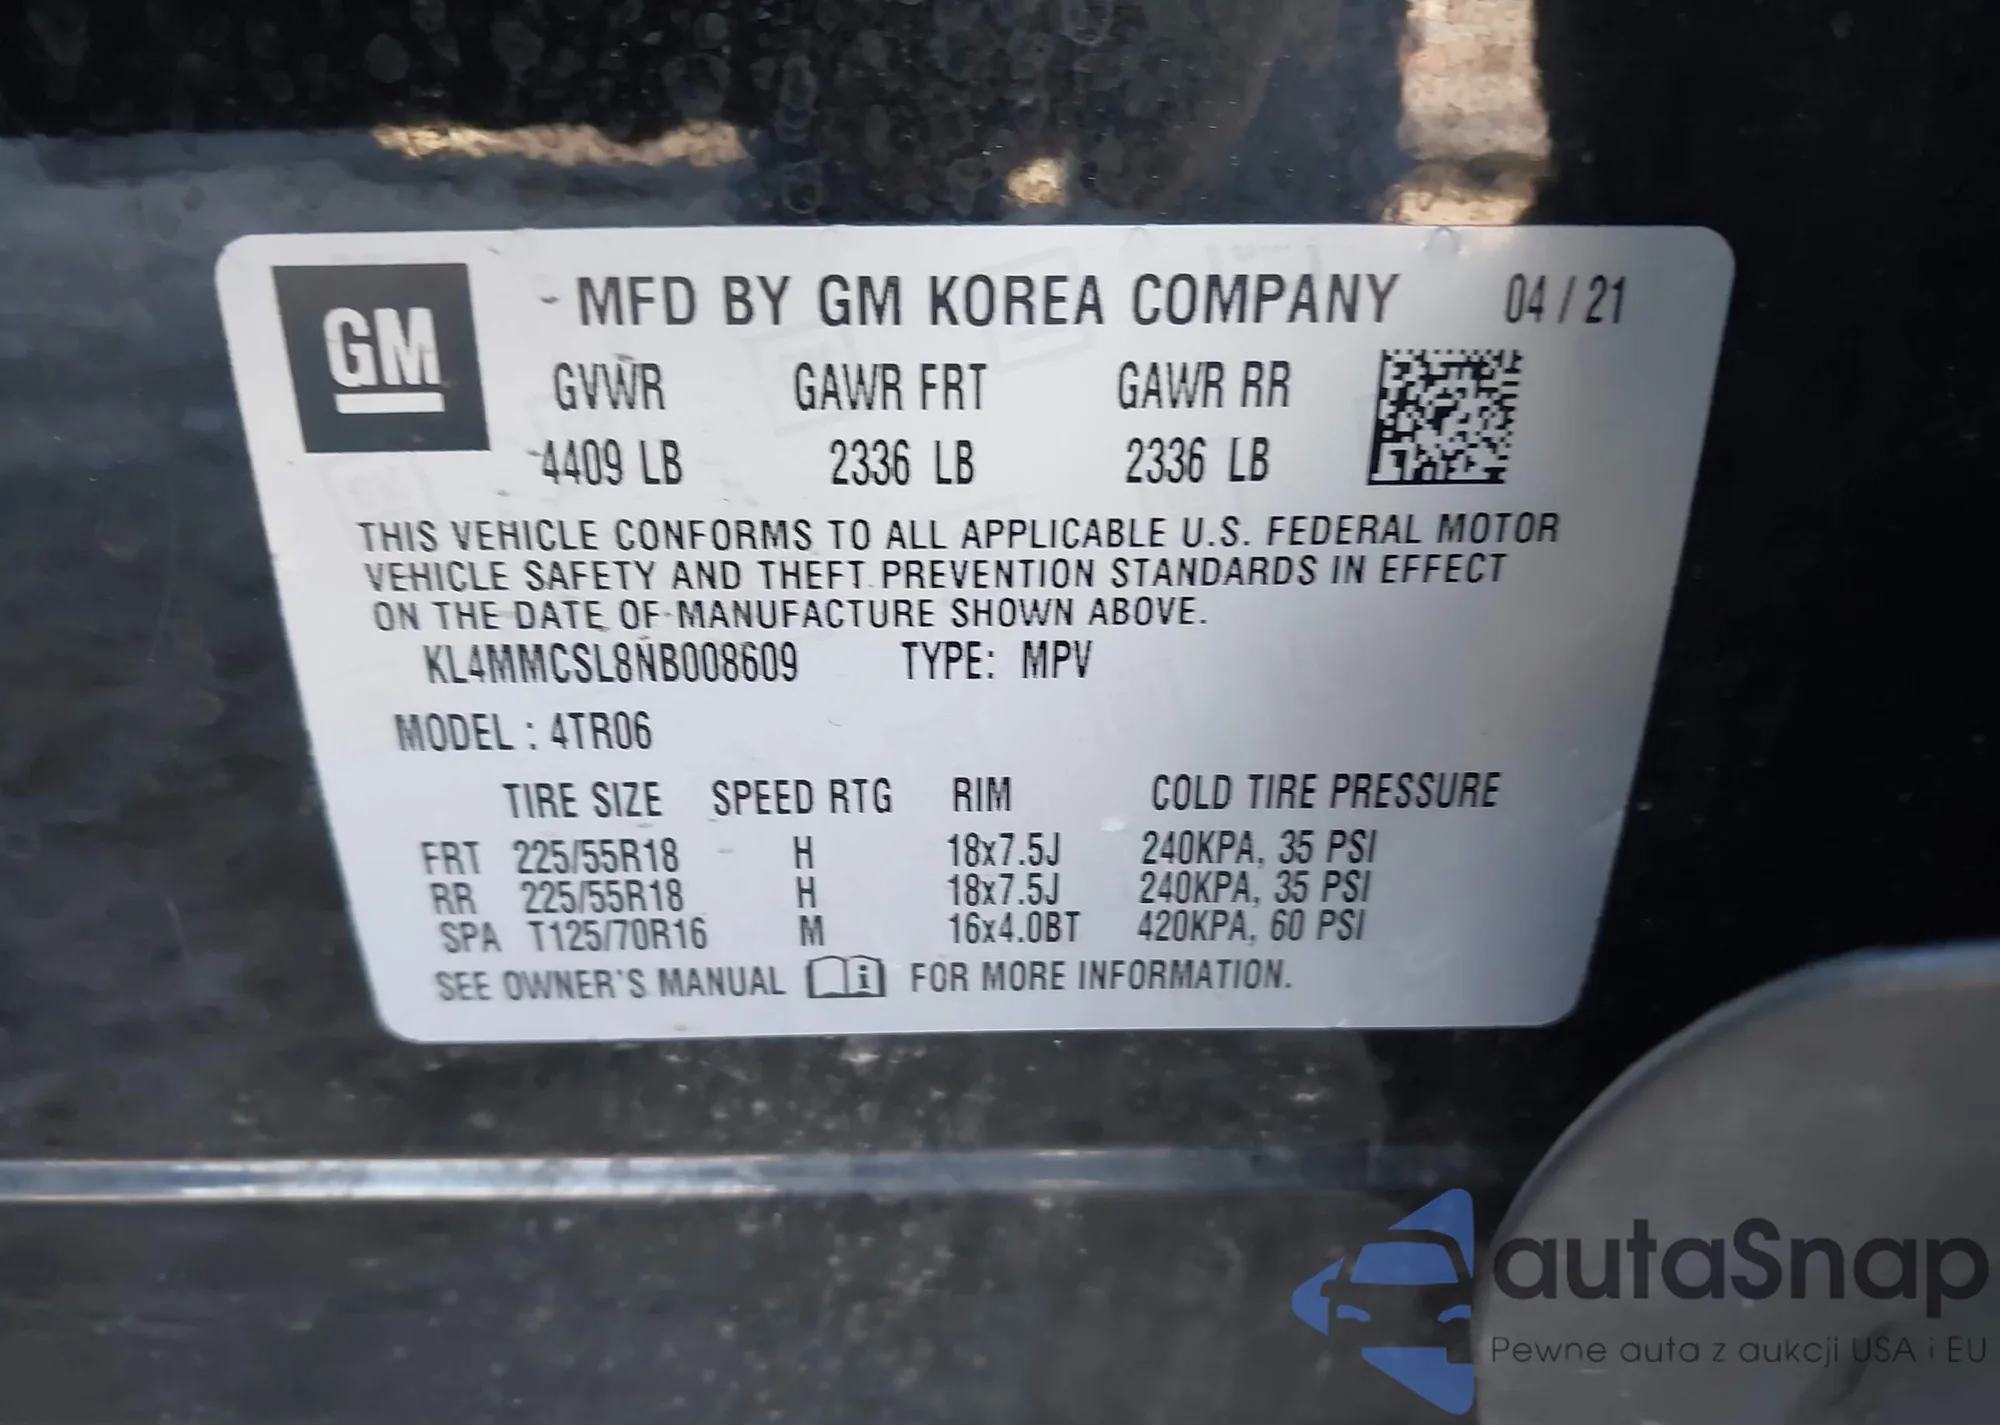 GM
MFD BY GM KOREA COMPANY 04/21
GVWR GAWR FRT GAWR RR
4409 LB 2336 LB 2336 LB
THIS VEHICLE CONFORMS TO ALL APPLICABLE U.S. FEDERAL MOTOR
VEHICLE SAFETY AND THEFT PREVENTION STANDARDS IN EFFECT
ON THE DATE OF MANUFACTURE SHOWN ABOVE.
KL4MMCSL8NB008609 TYPE: MPV
MODEL : 4TR06
TIRE SIZE SPEED RTG RIM COLD TIRE PRESSURE
FRT 225/55R18 H 18x7.5J 240KPA, 35 PSI
RR 225/55R18 H 18x7.5J 240KPA, 35 PSI
SPA T125/70R16 M 16x4.0BT 420KPA, 60 PSI
SEE OWNER'S MANUAL i FOR MORE INFORMATION.
autaSnap
Pewne auta z aukcji USA i EU